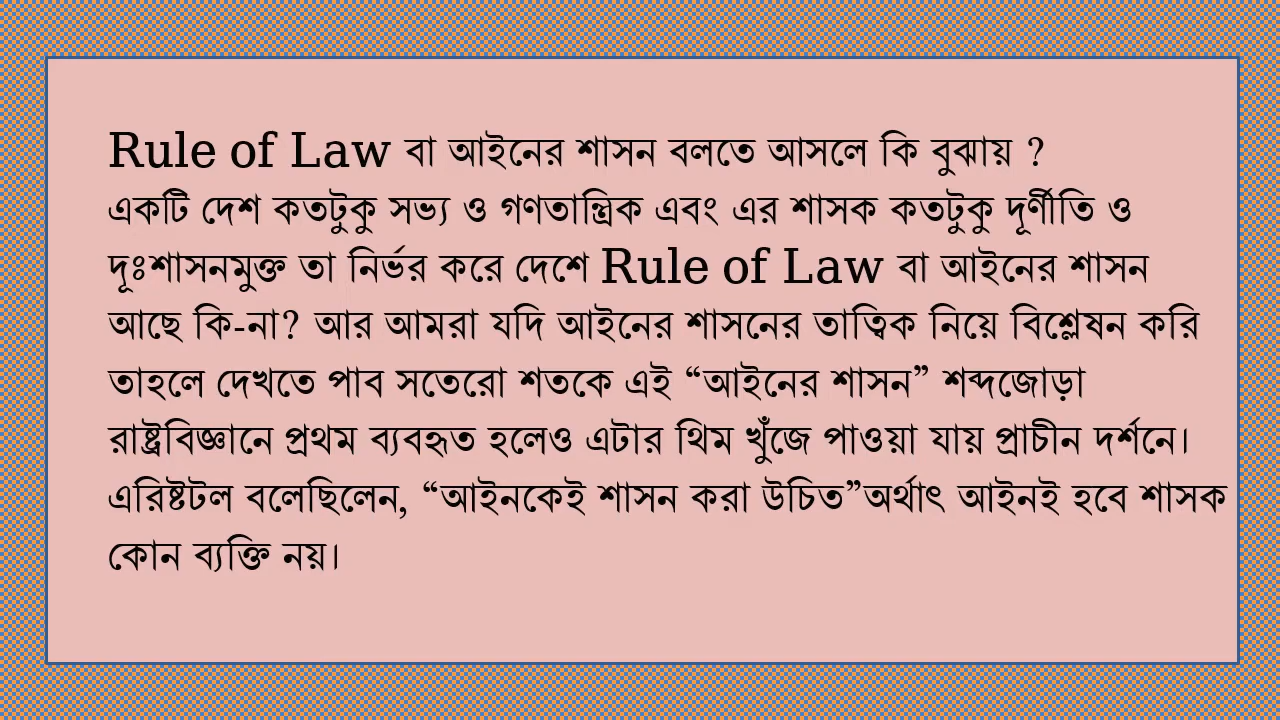 Rule of Law বা আইনের শাসন বলতে আসলে কি বুঝায় ?
একটি দেশ কতটুকু সভ্য ও গণতান্ত্রিক এবং এর শাসক কতটুকু দূর্ণীতি ও
দূঃশাসনমুক্ত তা নির্ভর করে দেশে Rule of Law বা আইনের শাসন
আছে কি-না? আর আমরা যদি আইনের শাসনের তাত্বিক নিয়ে বিশ্লেষন করি
তাহলে দেখতে পাব সতেরো শতকে এই “আইনের শাসন” শব্দজোড়া
রাষ্ট্রবিজ্ঞানে প্রথম ব্যবহৃত হলেও এটার থিম খুঁজে পাওয়া যায় প্রাচীন দর্শনে।
এরিষ্টটল বলেছিলেন, “আইনকেই শাসন করা উচিত”অর্থাৎ আইনই হবে শাসক
কোন ব্যক্তি নয়।